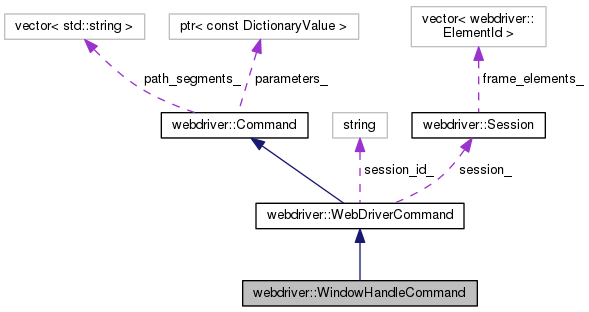 vector< std::string >
ptr< const DictionaryValue >
vector< webdriver::
ElementId >
path_segments_
parameters_
frame_elements_
webdriver::Command
string
webdriver::Session
session_id_
session_
webdriver::WebDriverCommand
webdriver::WindowHandleCommand